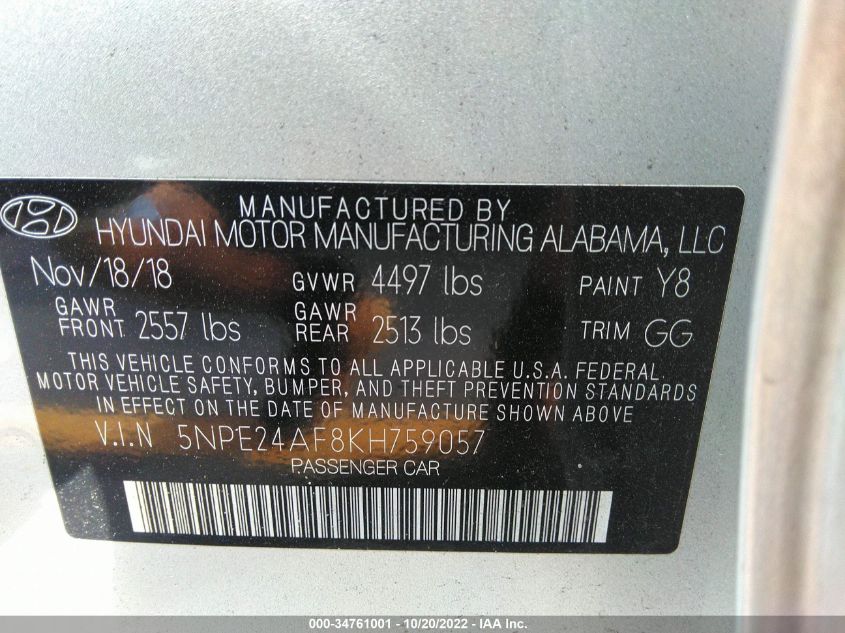 MANUFACTURED BY
HYUNDAI MOTOR MANUFACTURING ALABAMA, LLC
Nov/18/18 GVWR 4497 lbs PAINT Y8
GAWR FRONT 2557 lbs GAWR REAR 2513 lbs TRIM GG
THIS VEHICLE CONFORMS TO ALL APPLICABLE U.S.A. FEDERAL
MOTOR VEHICLE SAFETY, BUMPER, AND THEFT PREVENTION STANDARDS
IN EFFECT ON THE DATE OF MANUFACTURE SHOWN ABOVE
V.I.N 5NPE24AF8KH759057
PASSENGER CAR
000-34761001 - 10/20/2022 - IAA Inc.